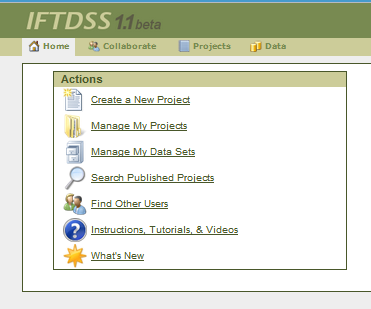 IFTDSS 1.1 beta
Home Collaborate Projects Data
Actions
Create a New Project
Manage My Projects
Manage My Data Sets
Search Published Projects
Find Other Users
Instructions, Tutorials, & Videos
What's New